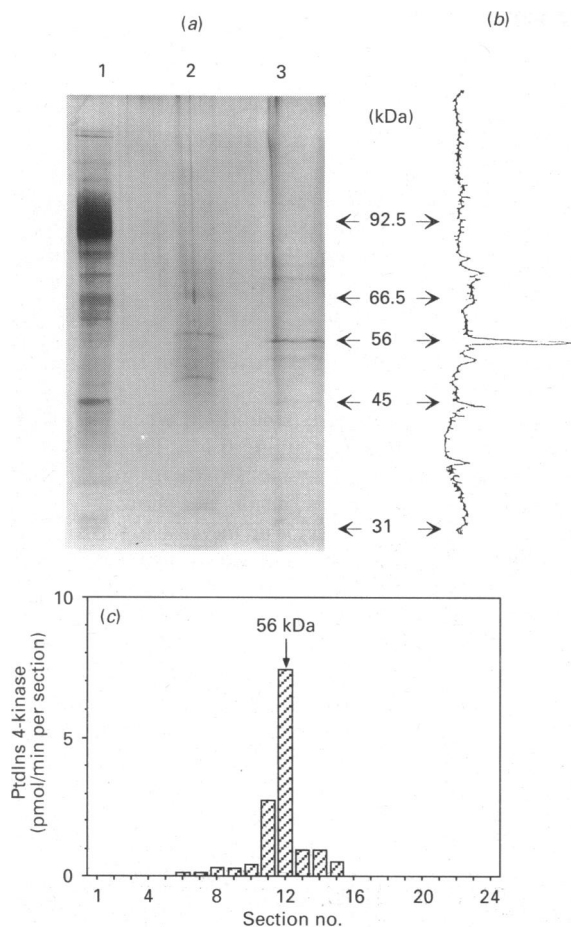 (a)
(b)
1 2 3
(kDa)
92.5
66.5
56
45
31
(c)
56 kDa
10
5
0
PtdIns 4-kinase
(pmol/min per section)
1 4 8 12 16 20 24
Section no.